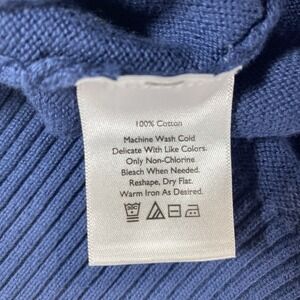 100% Cotton
Machine Wash Cold
Delicate With Like Colors.
Only Non-Chlorine
Bleach When Needed.
Reshape, Dry Flat.
Warm Iron As Desired.